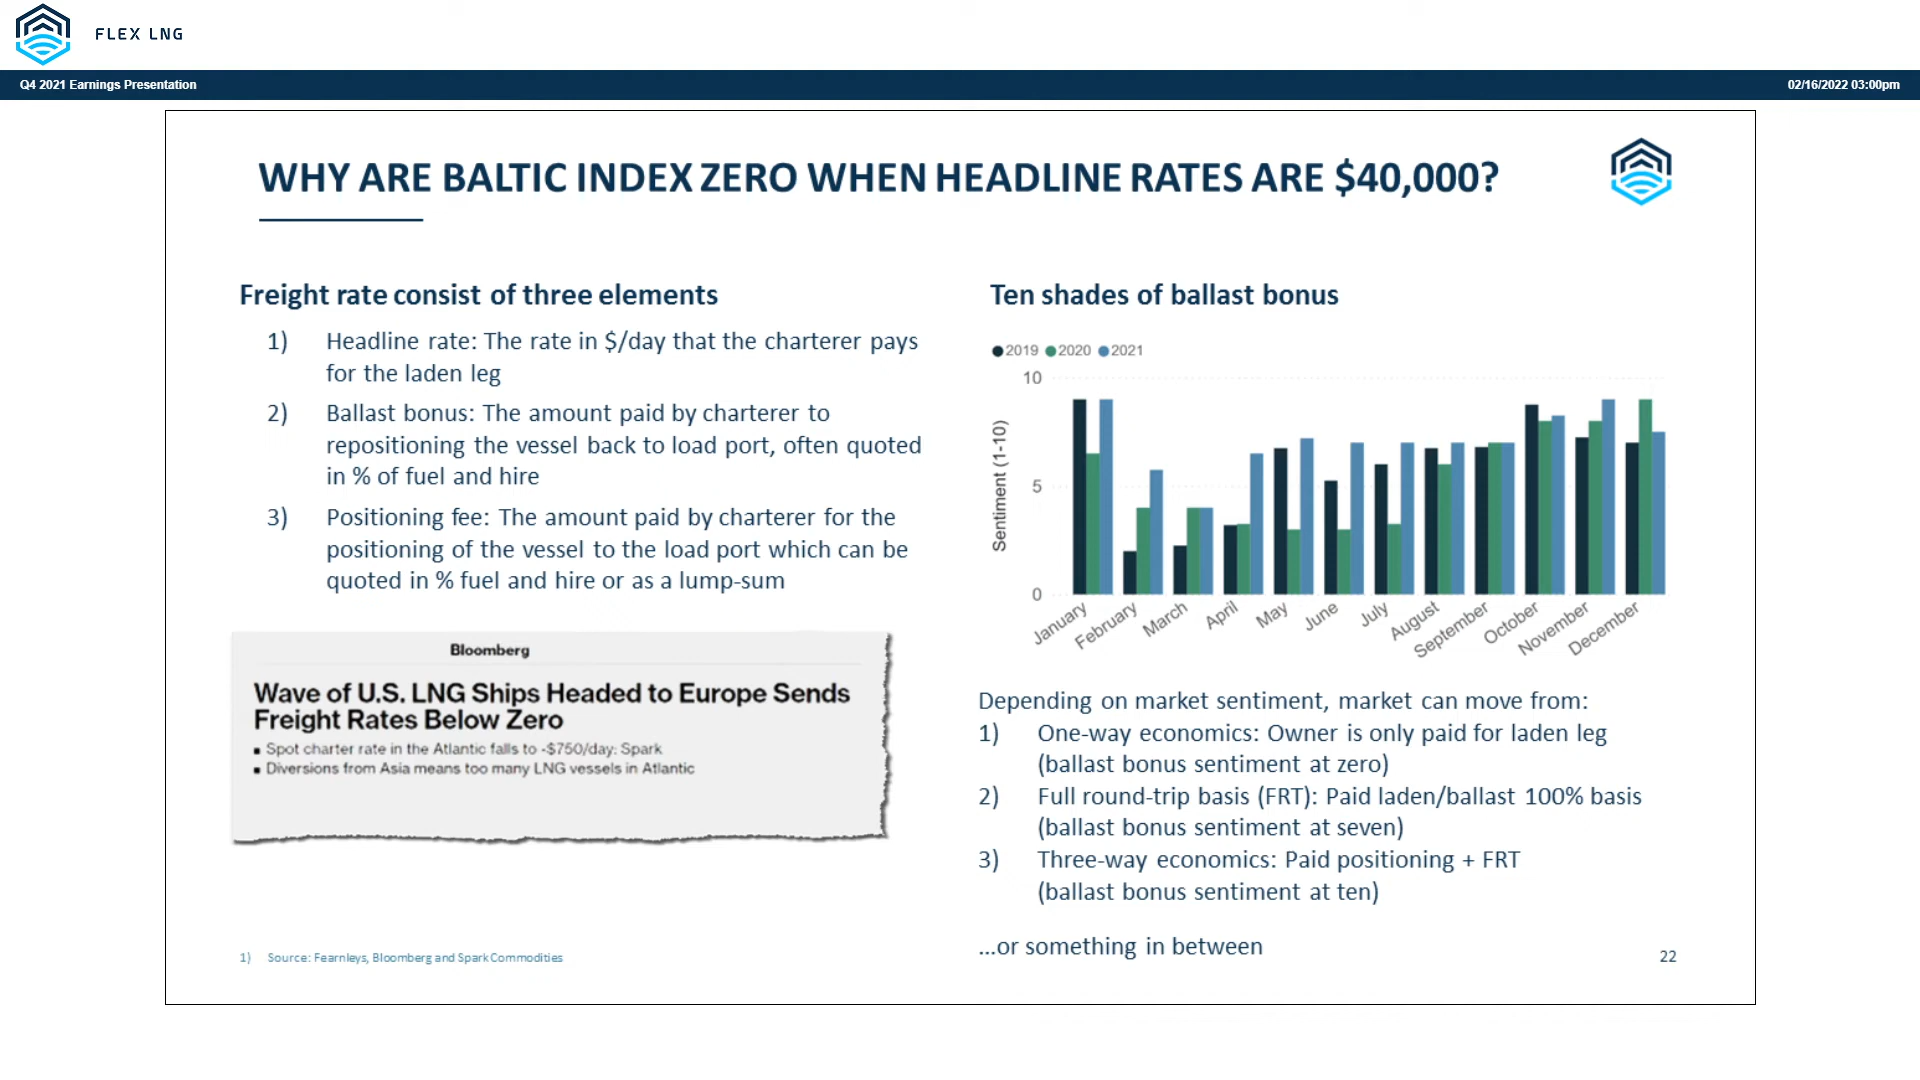 FLEX LNG
Q4 2021 Earnings Presentation
02/16/2022 03:00pm
WHY ARE BALTIC INDEX ZERO WHEN HEADLINE RATES ARE $40,000?
Freight rate consist of three elements
1) Headline rate: The rate in $/day that the charterer pays
for the laden leg
2) Ballast bonus: The amount paid by charterer to
repositioning the vessel back to load port, often quoted
in % of fuel and hire
3) Positioning fee: The amount paid by charterer for the
positioning of the vessel to the load port which can be
quoted in % fuel and hire or as a lump-sum
Bloomberg
Wave of U.S. LNG Ships Headed to Europe Sends
Freight Rates Below Zero
▪ Spot charter rate in the Atlantic falls to -$750/day: Spark
▪ Diversions from Asia means too many LNG vessels in Atlantic
1) Source: Fearnleys, Bloomberg and Spark Commodities
Ten shades of ballast bonus
2019 2020 2021
10
5
0
Sentiment (1-10)
January February March April May June July August September October November December
Depending on market sentiment, market can move from:
1) One-way economics: Owner is only paid for laden leg
(ballast bonus sentiment at zero)
2) Full round-trip basis (FRT): Paid laden/ballast 100% basis
(ballast bonus sentiment at seven)
3) Three-way economics: Paid positioning + FRT
(ballast bonus sentiment at ten)
...or something in between
22